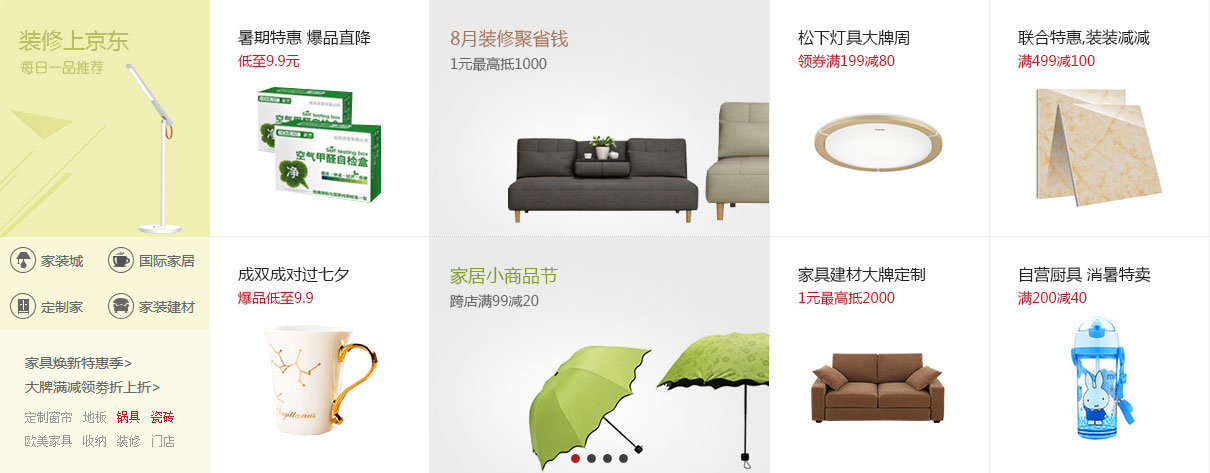 装修上京东
每日一品推荐
家装城
国际家居
定制家
家装建材
家具焕新特惠季>
大牌满减领券折上折>
定制窗帘 地板 锅具 瓷砖
欧美家具 收纳 装修 门店
暑期特惠 爆品直降
低至9.9元
HOME KIT
Self testing box
空气甲醛自检盒
净
8月装修聚省钱
1元最高抵1000
松下灯具大牌周
领券满199减80
联合特惠,装装减减
满499减100
成双成对过七夕
爆品低至9.9
Sagittarius
家居小商品节
跨店满99减20
家具建材大牌定制
1元最高抵2000
自营厨具 消暑特卖
满200减40